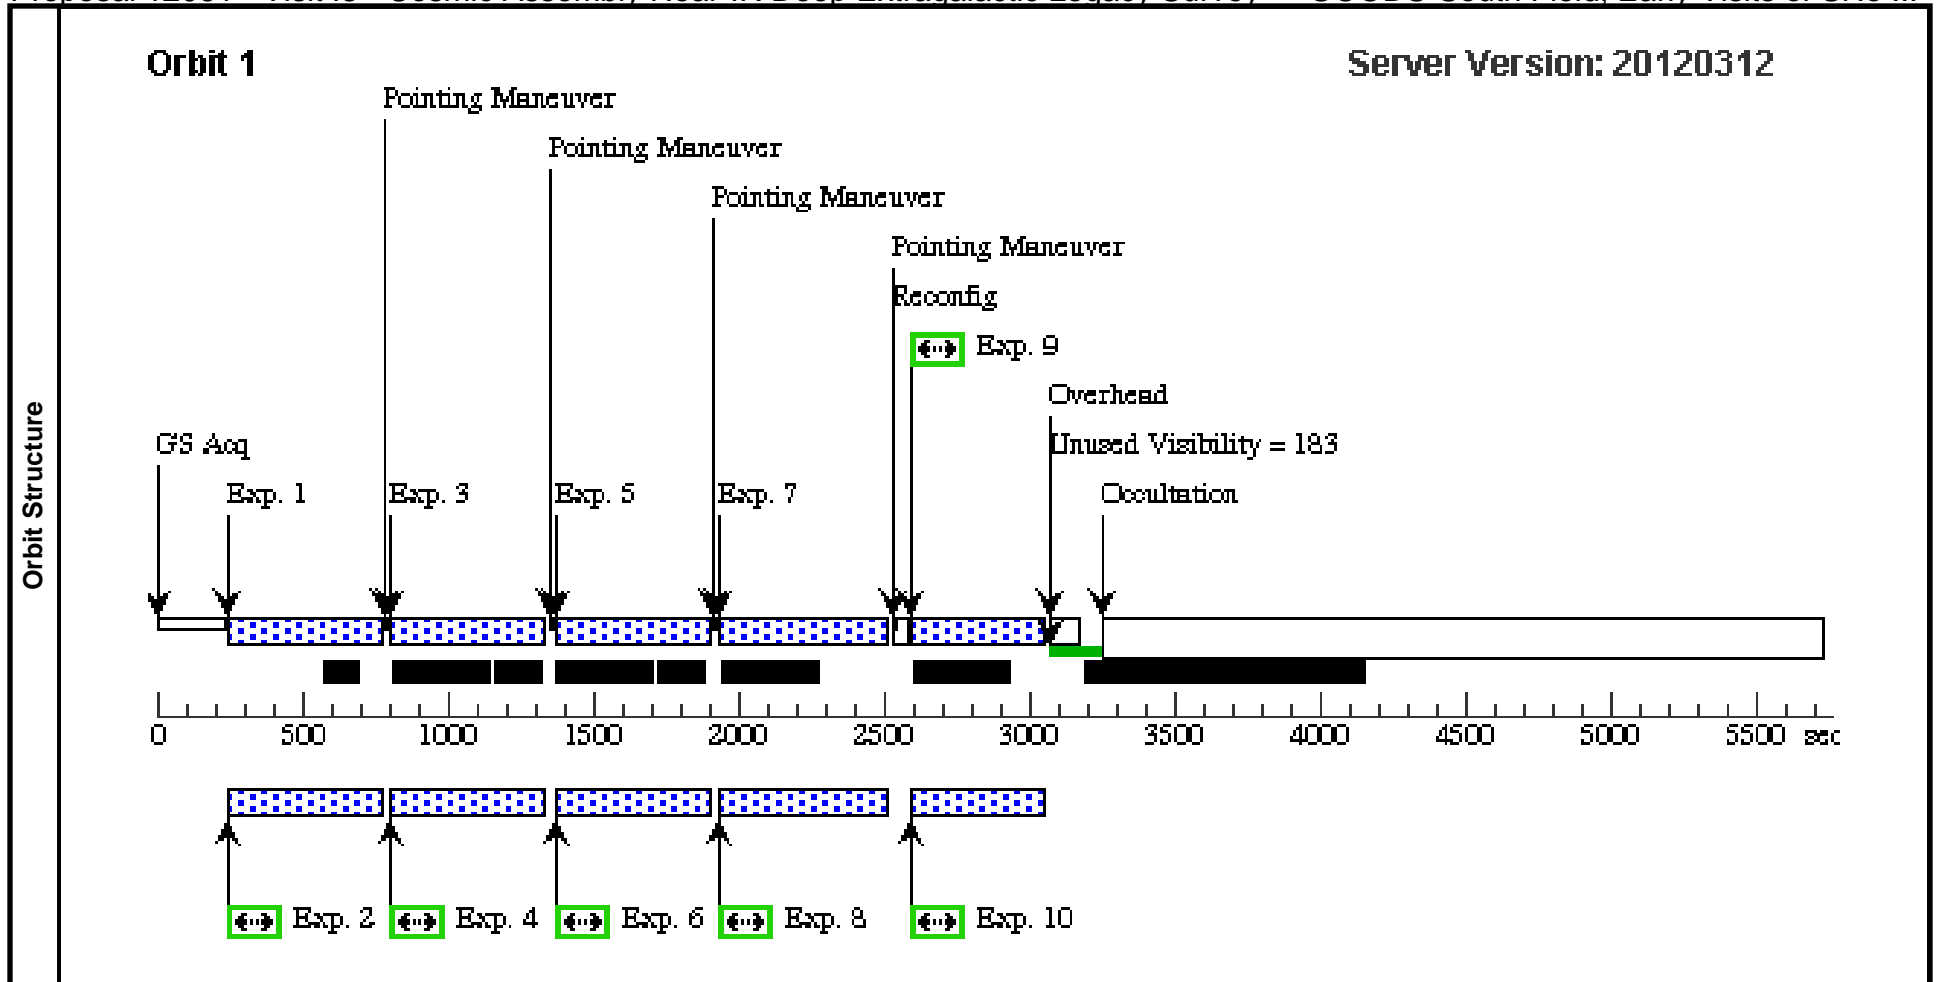 Orbit 1
Server Version: 20120312
Pointing Maneuver
Pointing Maneuver
Pointing Maneuver
Pointing Maneuver
Reconfig
Exp. 9
Overhead
Unused Visibility = 183
Occultation
GS Acq
Exp. 1
Exp. 3
Exp. 5
Exp. 7
Orbit Structure
0 500 1000 1500 2000 2500 3000 3500 4000 4500 5000 5500 sec
Exp. 2
Exp. 4
Exp. 6
Exp. 8
Exp. 10